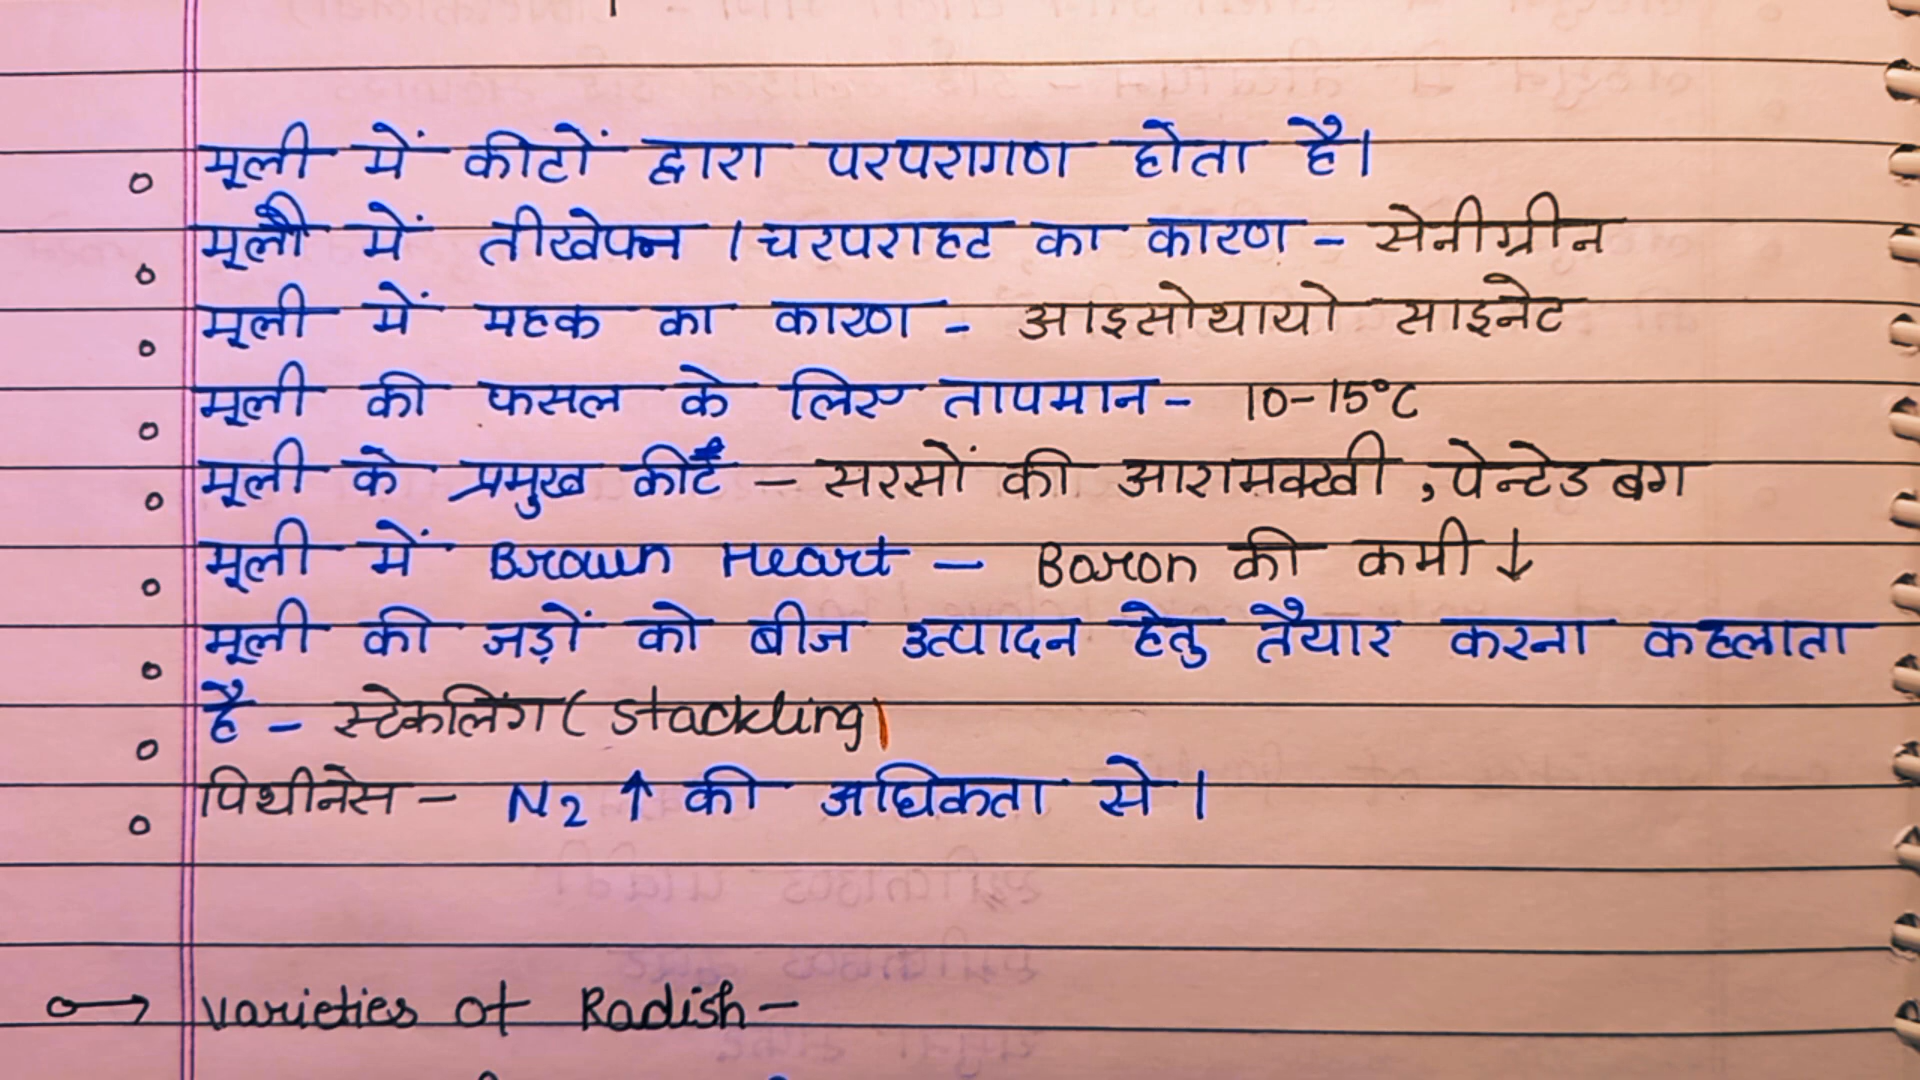 मूली में कीटों द्वारा परपरागण होता है।
मूली में तीखेपन / चरपराहट का कारण - सेनीग्रीन
मूली में महक का कारण - आइसोथायो साइनेट
मूली की फसल के लिए तापमान - 10-15°C
मूली के प्रमुख कीटें - सरसों की आरामक्खी, पेन्टेड बग
मूली में Brown Heart - Boron की कमी ↓
मूली की जड़ों को बीज उत्पादन हेतु तैयार करना कहलाता
है - स्टेकलिंग ( stackling)
पिथीनेस - N2 ↑ की अधिकता से।
→ varieties of Radish -